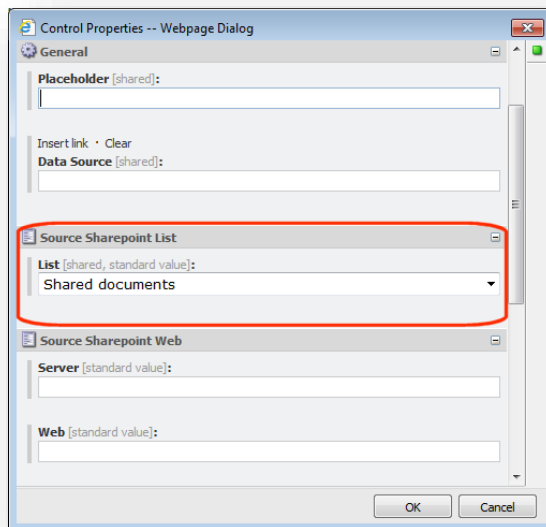 Control Properties -- Webpage Dialog
General
Placeholder [shared]:
Insert link · Clear
Data Source [shared]:
Source Sharepoint List
List [shared, standard value]:
Shared documents
Source Sharepoint Web
Server [standard value]:
Web [standard value]:
OK Cancel